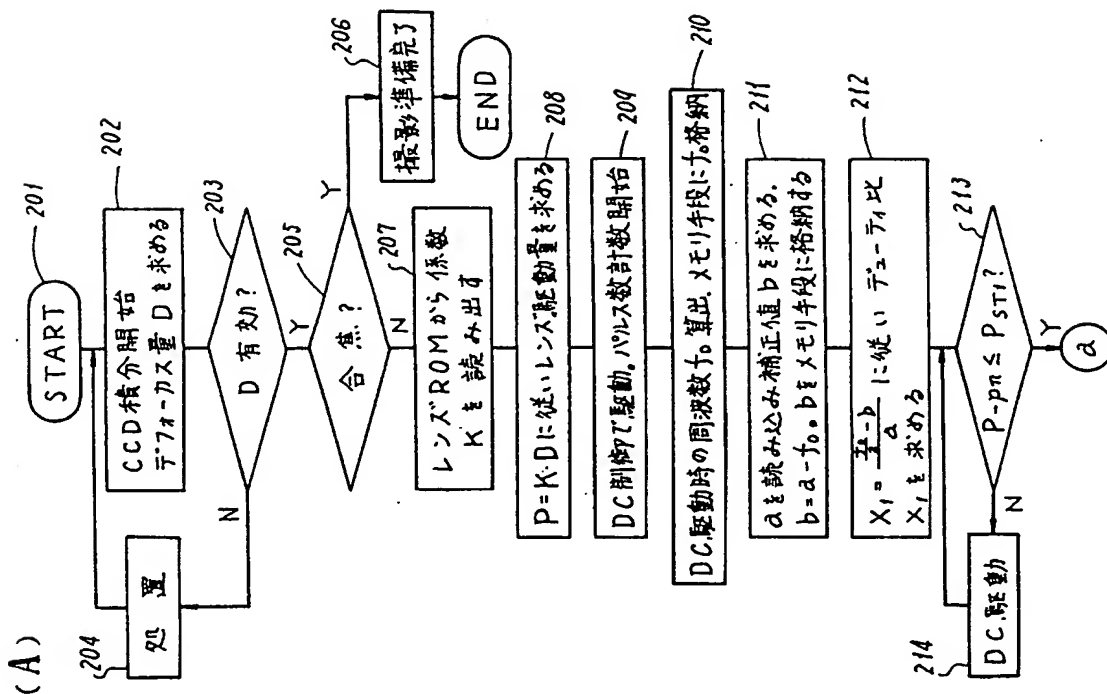 (A)
START
201
CCD積分開始
デフォーカス量Dを求める
202
D有効?
203
N
Y
処置
204
合焦?
205
Y
N
撮影準備完了
206
END
レンズROMから係数
Kを読み出す
207
P=K·Dに従いレンズ駆動量を求める
208
DC制御で駆動。パルス数計数開始
209
DC駆動時の周波数f₀算出、メモリ手段にf₀格納
210
aを読み込み補正値bを求める.
b=a-f₀。bをメモリ手段に格納する
211
X₁= -b
a
に従い デューティ比
X₁を求める
212
P-pn≤PST1?
213
N
Y
DC駆動
214
a